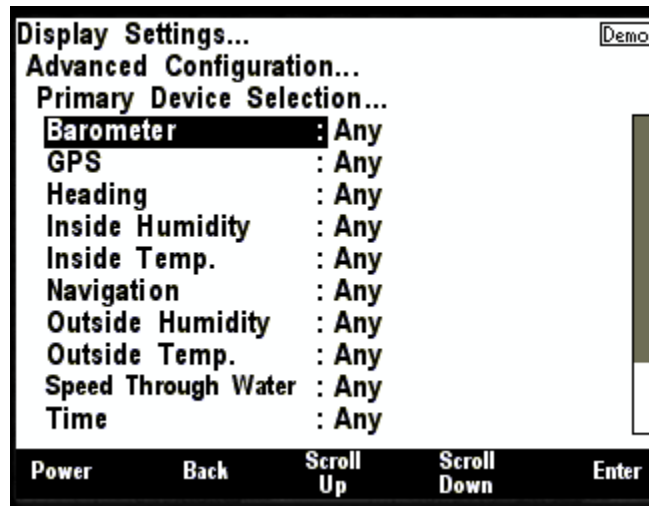 Display Settings...
Demo
Advanced Configuration...
Primary Device Selection...
Barometer : Any
GPS : Any
Heading : Any
Inside Humidity : Any
Inside Temp. : Any
Navigation : Any
Outside Humidity : Any
Outside Temp. : Any
Speed Through Water : Any
Time : Any
Power Back Scroll Up Scroll Down Enter